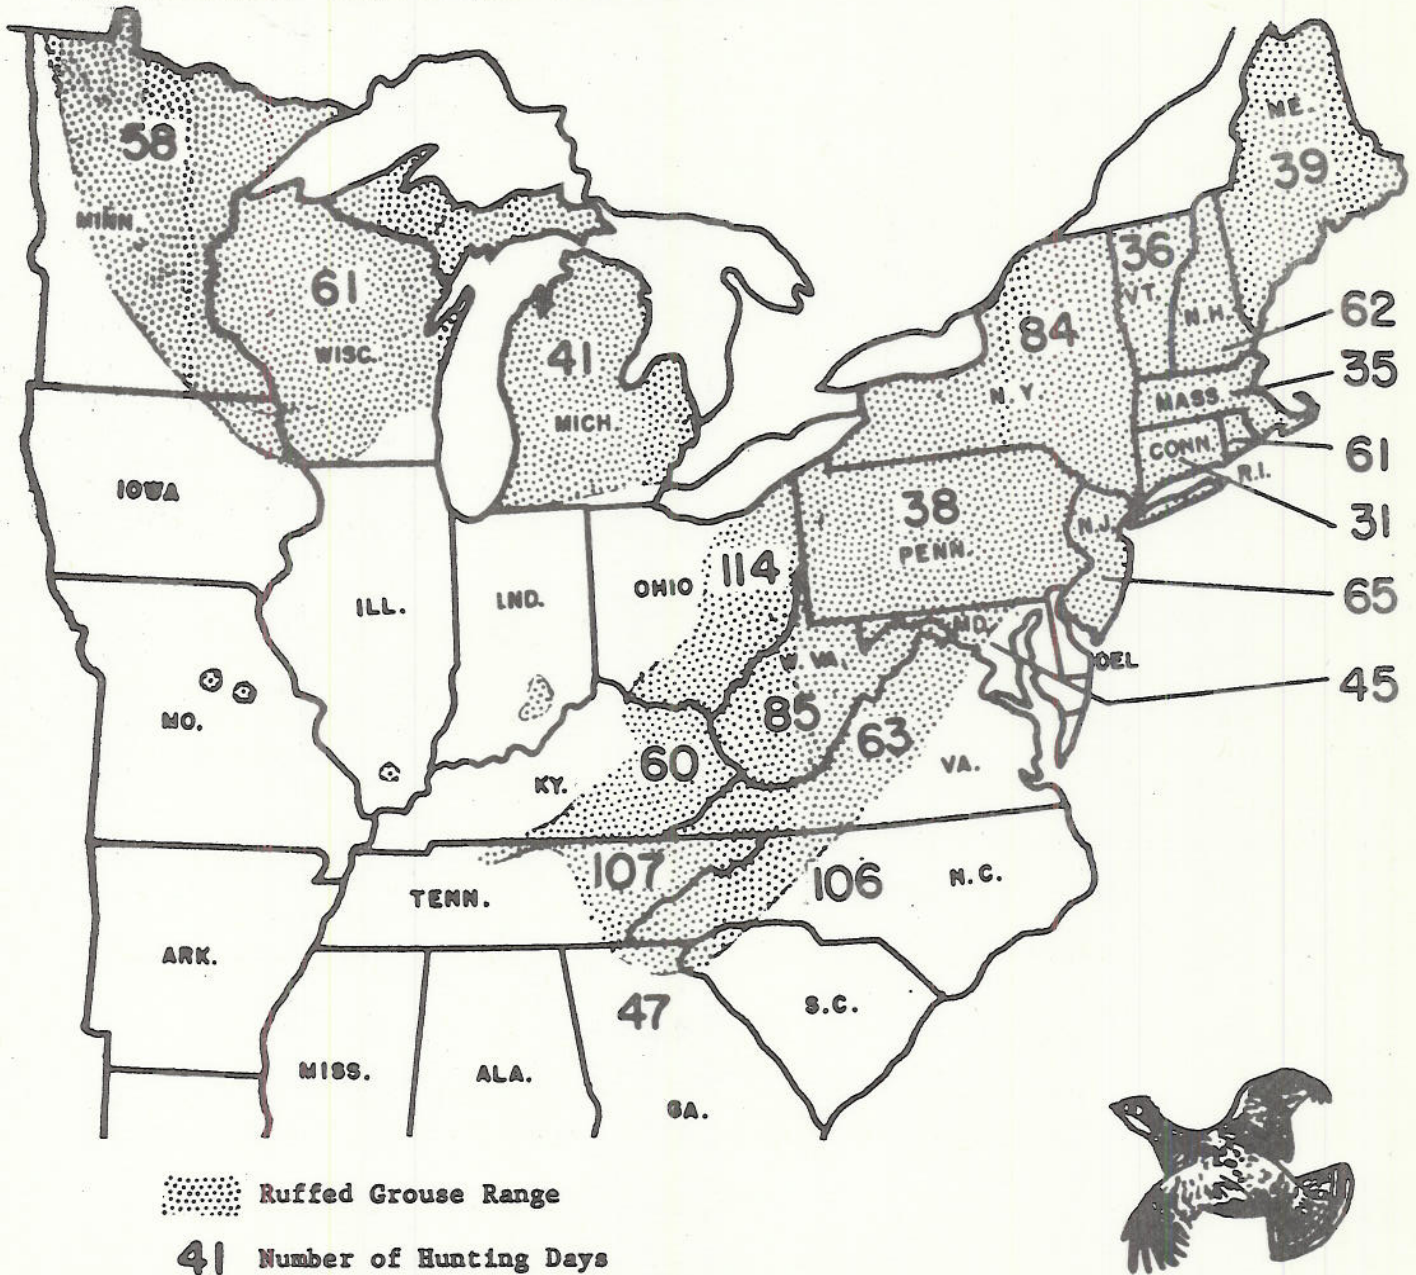 ME.
39
58
MINN.
36
VT.
N.H.
62
61
WISC.
84
N.Y.
41
MICH.
35
MASS.
CONN.
61
R.I.
31
IOWA
38
PENN.
N.J.
65
114
OHIO
ILL.
IND.
MD.
W. VA.
DEL
45
MO.
85
63
60
KY.
VA.
107
106
N.C.
TENN.
ARK.
47
S.C.
MISS.
ALA.
GA.
Ruffed Grouse Range
41 Number of Hunting Days